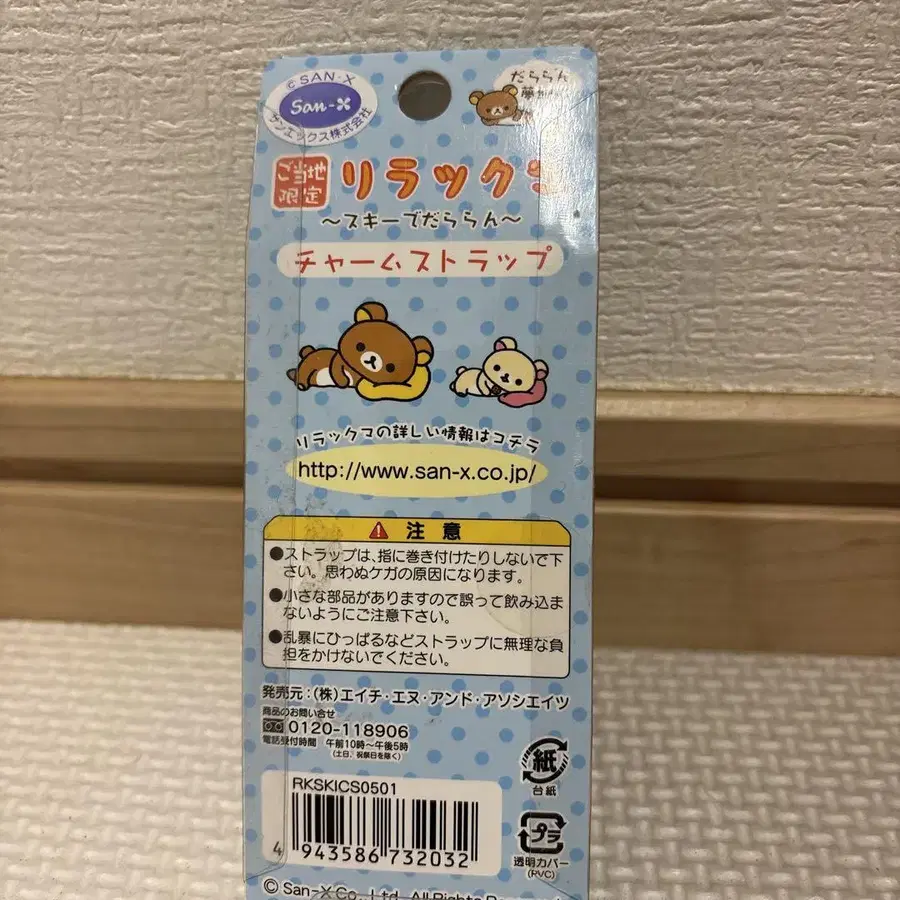 © SAN-X
San-X
サンエックス株式会社
だららん
ご当地
限定
リラックマ
〜スキーでだららん〜
チャームストラップ
リラックマの詳しい情報はコチラ
http://www.san-x.co.jp/
注意
●ストラップは、指に巻き付けたりしないで下
さい。思わぬケガの原因になります。
●小さな部品がありますので誤って飲み込ま
ないようにご注意下さい。
●乱暴にひっぱるなどストラップに無理な負
担をかけないでください。
発売元:(株)エイチ・エヌ・アンド・アソシエイツ
商品のお問い合せ
0120-118906
電話受付時間 午前10時〜午後5時
(土日、祝祭日を除く)
紙
台紙
RKSKICS0501
4 943586 732032
プラ
透明カバー
(PVC)
© San-X Co., Ltd. All Rights